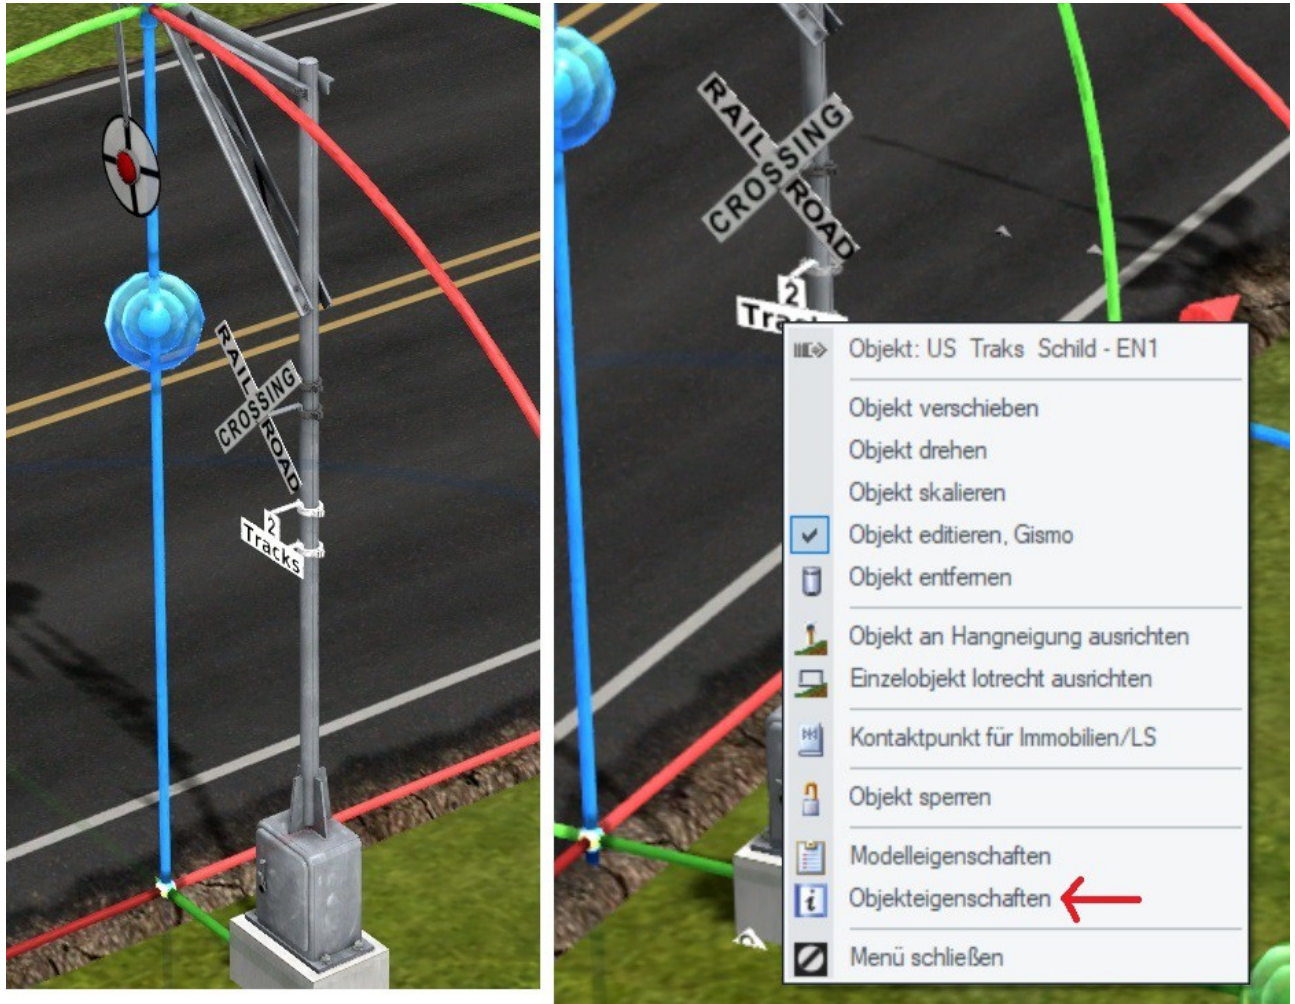 RAIL
ROAD
CROSSING
2
Tracks
RAIL
ROAD
CROSSING
2
Objekt: US Traks Schild - EN1
Objekt verschieben
Objekt drehen
Objekt skalieren
Objekt editieren, Gismo
Objekt entfernen
Objekt an Hangneigung ausrichten
Einzelobjekt lotrecht ausrichten
Kontaktpunkt für Immobilien/LS
Objekt sperren
Modelleigenschaften
Objekteigenschaften
Menü schließen